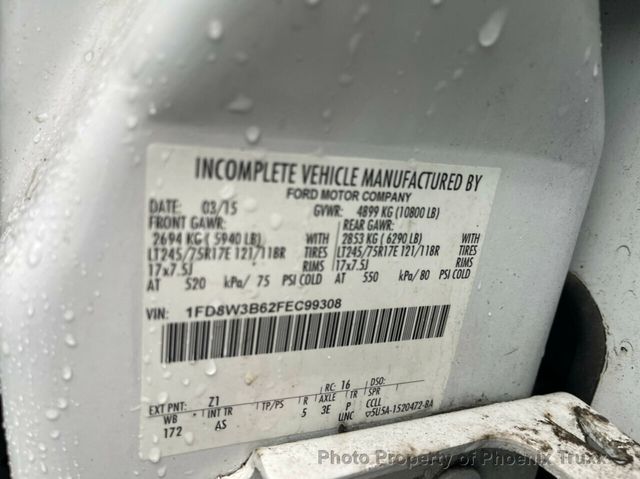 INCOMPLETE VEHICLE MANUFACTURED BY
FORD MOTOR COMPANY
DATE: 03/15 GVWR: 4899 KG (10800 LB)
FRONT GAWR: REAR GAWR:
2694 KG ( 5940 LB) WITH 2853 KG ( 6290 LB) WITH
LT245/75R17E 121/118R TIRES LT245/75R17E 121/118R TIRES
17x7.5J RIMS 17x7.5J RIMS
AT 520 kPa/ 75 PSI COLD AT 550 kPa/ 80 PSI COLD
VIN: 1FD8W3B62FEC99308
EXT PNT: Z1 RC: 16 DSO:
WB INT TR TP/PS R AXLE TR SPR
172 AS 5 3E P CCLL
UNC 5U5A-1520472-BA
Photo Property of Phoenix Truxx